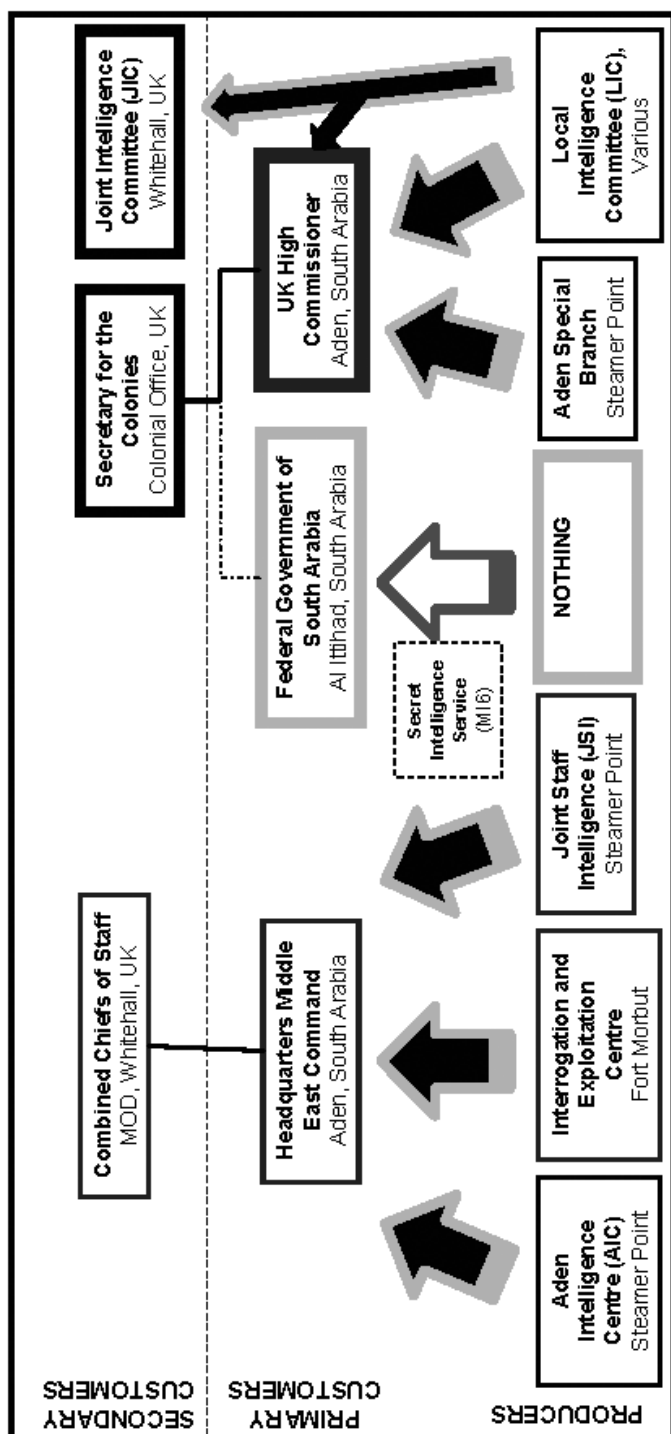 SECONDARY
CUSTOMERS
Combined Chiefs of Staff
MOD, Whitehall, UK
Secretary for the
Colonies
Colonial Office, UK
Joint Intelligence
Committee (JIC)
Whitehall, UK
PRIMARY
CUSTOMERS
Headquarters Middle
East Command
Aden, South Arabia
Federal Government of
South Arabia
Al Ittihad, South Arabia
UK High
Commissioner
Aden, South Arabia
Secret
Intelligence
Service
(MI6)
PRODUCERS
Aden
Intelligence
Centre (AIC)
Steamer Point
Interrogation and
Exploitation
Centre
Fort Morbut
Joint Staff
Intelligence (JSI)
Steamer Point
NOTHING
Aden Special
Branch
Steamer Point
Local
Intelligence
Committee (LIC),
Various